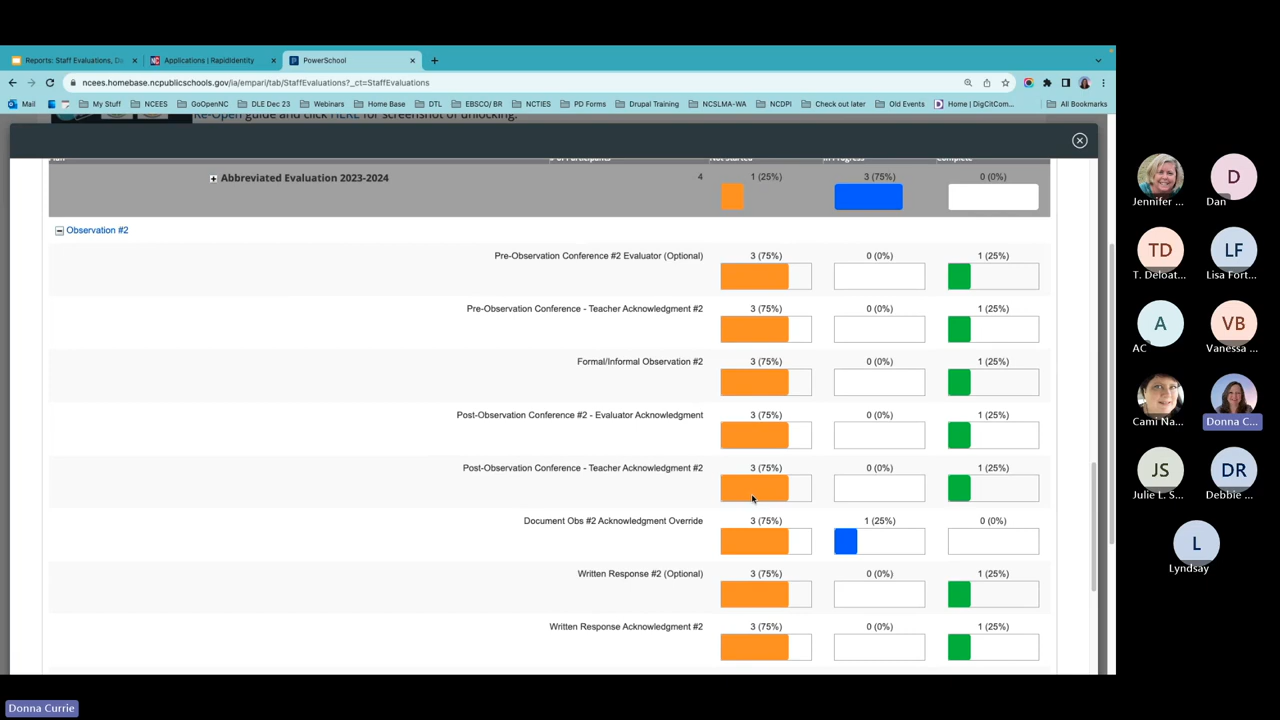 Reports: Staff Evaluations, Da
Applications | RapidIdentity
PowerSchool
ncees.homebase.ncpublicschools.gov/ia/empari/tab/StaffEvaluations?_ct=StaffEvaluations
Mail
My Stuff
NCEES
GoOpenNC
DLE Dec 23
Webinars
Home Base
DTL
EBSCO/ BR
NCTIES
PD Forms
Drupal Training
NCSLMA-WA
NCDPI
Check out later
Old Events
Home | DigCitCom...
All Bookmarks
Re-Open guide and click HERE for screenshot of unlocking.
Plan # of Participants Not Started In Progress Complete
Abbreviated Evaluation 2023-2024 4 1 (25%) 3 (75%) 0 (0%)
Observation #2
Pre-Observation Conference #2 Evaluator (Optional) 3 (75%) 0 (0%) 1 (25%)
Pre-Observation Conference - Teacher Acknowledgment #2 3 (75%) 0 (0%) 1 (25%)
Formal/Informal Observation #2 3 (75%) 0 (0%) 1 (25%)
Post-Observation Conference #2 - Evaluator Acknowledgment 3 (75%) 0 (0%) 1 (25%)
Post-Observation Conference - Teacher Acknowledgment #2 3 (75%) 0 (0%) 1 (25%)
Document Obs #2 Acknowledgment Override 3 (75%) 1 (25%) 0 (0%)
Written Response #2 (Optional) 3 (75%) 0 (0%) 1 (25%)
Written Response Acknowledgment #2 3 (75%) 0 (0%) 1 (25%)
Jennifer ...
D
Dan
TD
T. Deloat...
LF
Lisa Fort...
A
AC
VB
Vanessa ...
Cami Na...
Donna C...
JS
Julie L. S...
DR
Debbie ...
L
Lyndsay
Donna Currie